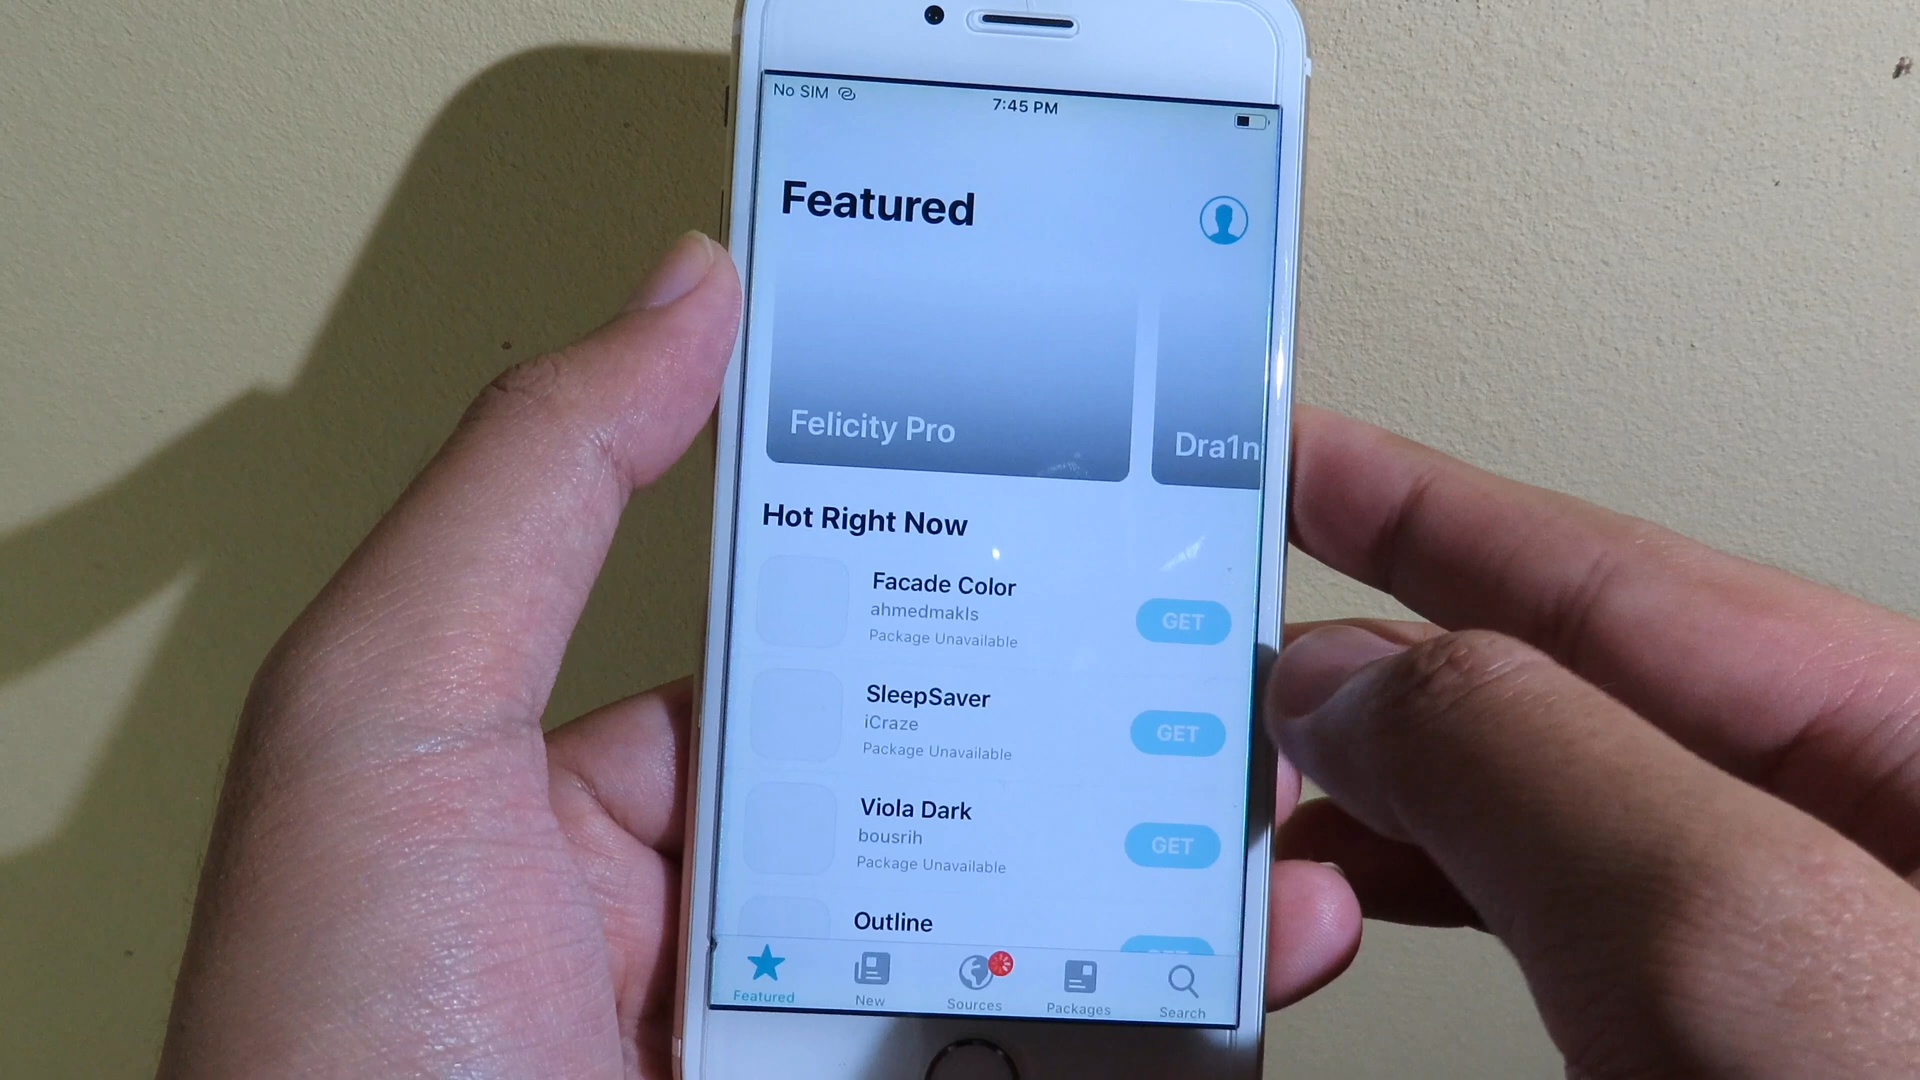 No SIM
7:45 PM
Featured
Felicity Pro
Dra1n
Hot Right Now
Facade Color
ahmedmakls
Package Unavailable
GET
SleepSaver
iCraze
Package Unavailable
GET
Viola Dark
bousrih
Package Unavailable
GET
Outline
Featured
New
Sources
Packages
Search